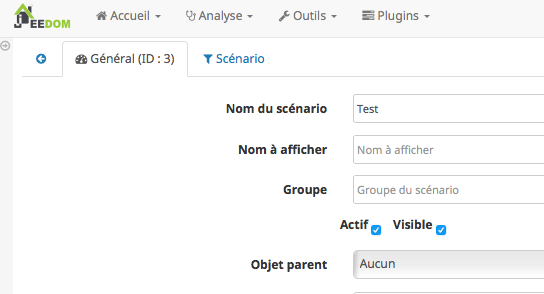 JEEDOM Accueil Analyse Outils Plugins
Général (ID : 3) Scénario
Nom du scénario Test
Nom à afficher Nom à afficher
Groupe Groupe du scénario
Actif Visible
Objet parent Aucun